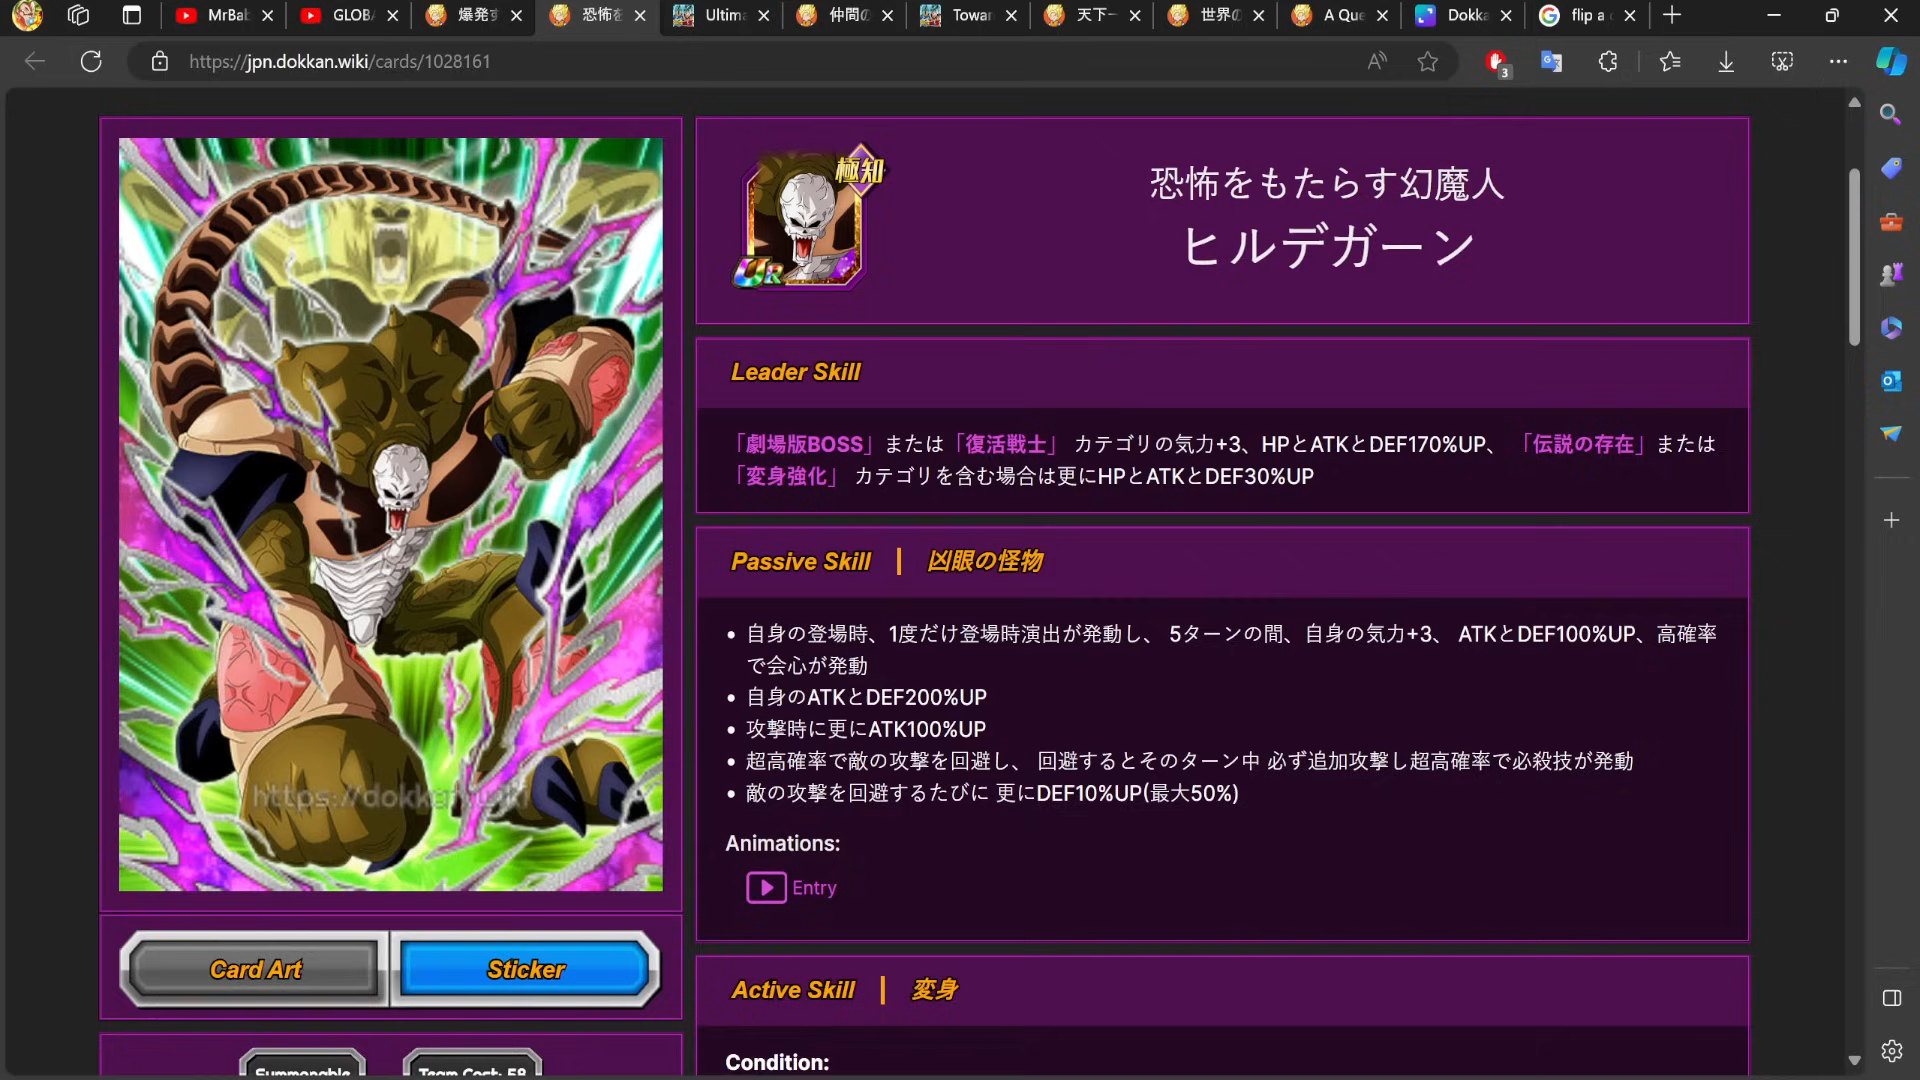 MrBab
GLOBA
爆発す
恐怖を
Ultima
仲間の
Towar
天下一
世界の
A Que
Dokka
flip a c
https://jpn.dokkan.wiki/cards/1028161
3
極知
UR
恐怖をもたらす幻魔人
ヒルデガーン
Leader Skill
「劇場版BOSS」または「復活戦士」カテゴリの気力+3、HPとATKとDEF170%UP、「伝説の存在」または
「変身強化」カテゴリを含む場合は更にHPとATKとDEF30%UP
Passive Skill | 凶眼の怪物
• 自身の登場時、1度だけ登場時演出が発動し、 5ターンの間、自身の気力+3、 ATKとDEF100%UP、高確率
で会心が発動
• 自身のATKとDEF200%UP
• 攻撃時に更にATK100%UP
• 超高確率で敵の攻撃を回避し、 回避するとそのターン中 必ず追加攻撃し超高確率で必殺技が発動
• 敵の攻撃を回避するたびに 更にDEF10%UP(最大50%)
Animations:
Entry
https://dokkan.wiki
Card Art
Sticker
Active Skill | 変身
Condition:
Summonable
Team Cost: 58